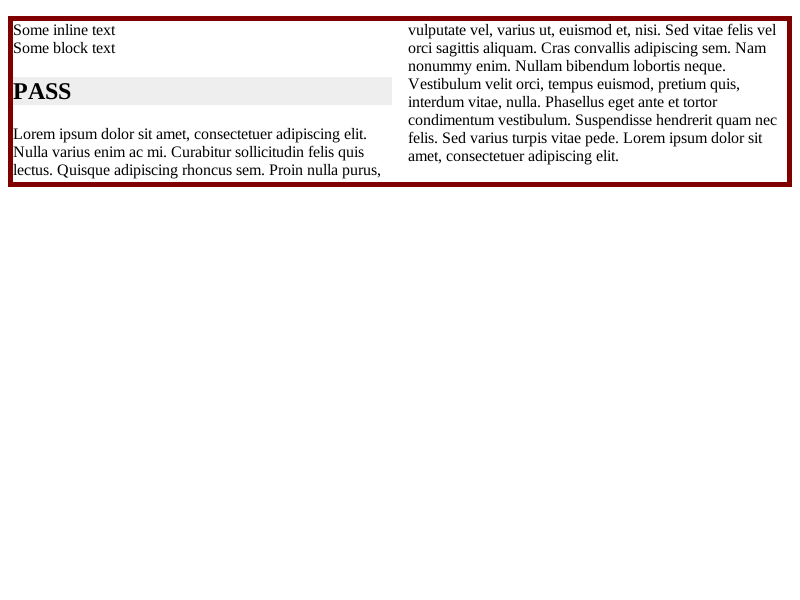 Some inline text
Some block text
PASS
Lorem ipsum dolor sit amet, consectetuer adipiscing elit.
Nulla varius enim ac mi. Curabitur sollicitudin felis quis
lectus. Quisque adipiscing rhoncus sem. Proin nulla purus,
vulputate vel, varius ut, euismod et, nisi. Sed vitae felis vel
orci sagittis aliquam. Cras convallis adipiscing sem. Nam
nonummy enim. Nullam bibendum lobortis neque.
Vestibulum velit orci, tempus euismod, pretium quis,
interdum vitae, nulla. Phasellus eget ante et tortor
condimentum vestibulum. Suspendisse hendrerit quam nec
felis. Sed varius turpis vitae pede. Lorem ipsum dolor sit
amet, consectetuer adipiscing elit.